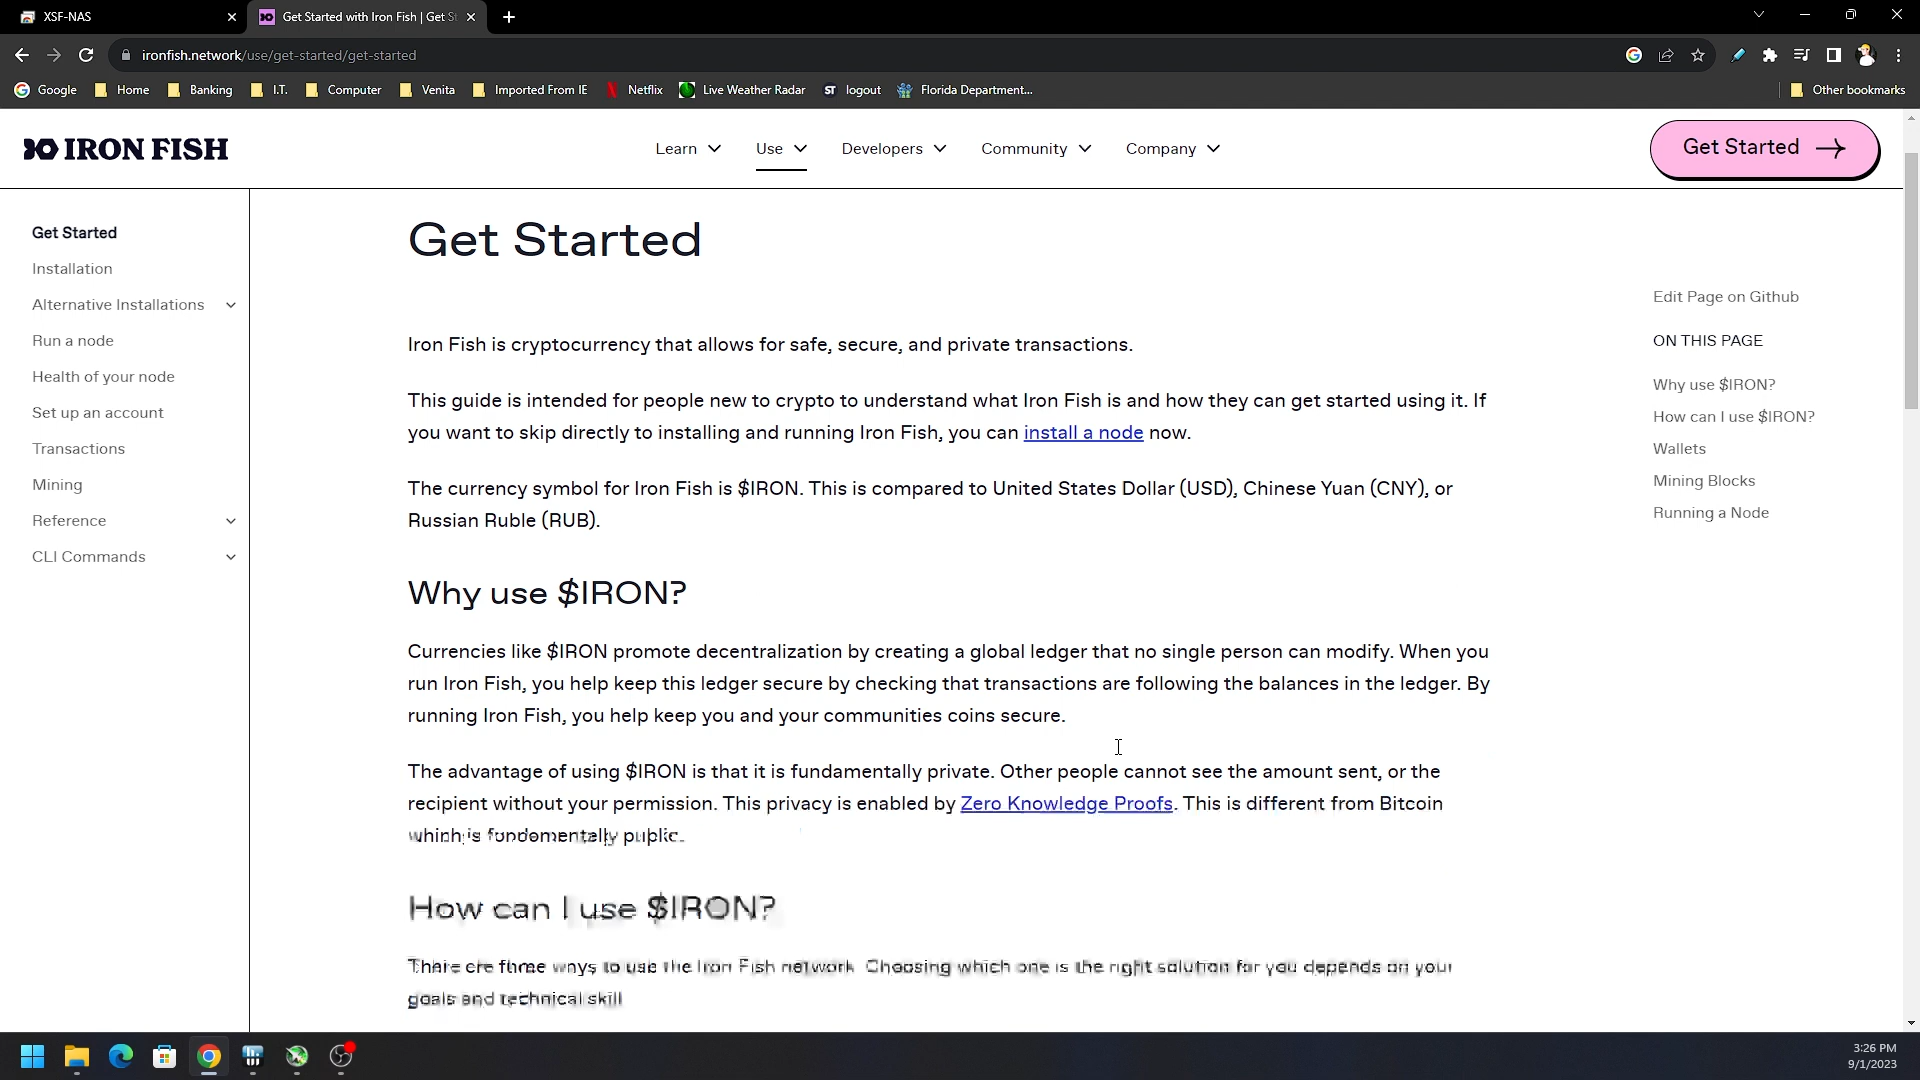 XSF-NAS
Get Started with Iron Fish | Get St
ironfish.network/use/get-started/get-started
Google Home Banking I.T. Computer Venita Imported From IE Netflix Live Weather Radar ST logout Florida Department... Other bookmarks
IRON FISH
Learn Use Developers Community Company
Get Started
Get Started
Installation
Alternative Installations
Run a node
Health of your node
Set up an account
Transactions
Mining
Reference
CLI Commands
Get Started
Iron Fish is cryptocurrency that allows for safe, secure, and private transactions.
This guide is intended for people new to crypto to understand what Iron Fish is and how they can get started using it. If
you want to skip directly to installing and running Iron Fish, you can install a node now.
The currency symbol for Iron Fish is $IRON. This is compared to United States Dollar (USD), Chinese Yuan (CNY), or
Russian Ruble (RUB).
Why use $IRON?
Currencies like $IRON promote decentralization by creating a global ledger that no single person can modify. When you
run Iron Fish, you help keep this ledger secure by checking that transactions are following the balances in the ledger. By
running Iron Fish, you help keep you and your communities coins secure.
The advantage of using $IRON is that it is fundamentally private. Other people cannot see the amount sent, or the
recipient without your permission. This privacy is enabled by Zero Knowledge Proofs. This is different from Bitcoin
which is fundamentally public.
How can I use $IRON?
There are three ways to use the Iron Fish network. Choosing which one is the right solution for you depends on your
goals and technical skill
Edit Page on Github
ON THIS PAGE
Why use $IRON?
How can I use $IRON?
Wallets
Mining Blocks
Running a Node
3:26 PM
9/1/2023